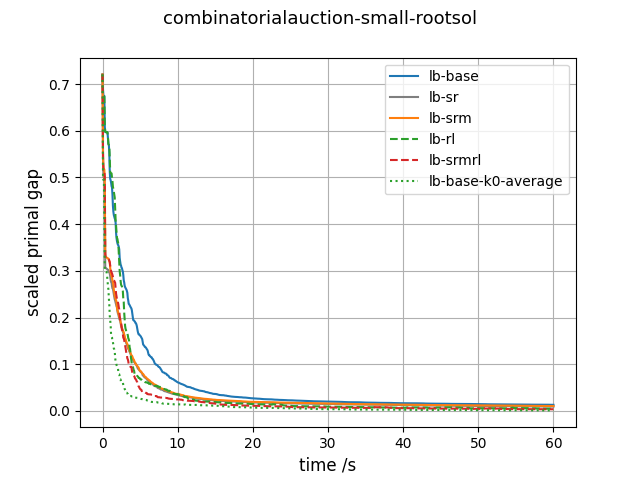 combinatorialauction-small-rootsol
scaled primal gap
0.7
0.6
0.5
0.4
0.3
0.2
0.1
0.0
lb-base
lb-sr
lb-srm
lb-rl
lb-srmrl
lb-base-k0-average
0 10 20 30 40 50 60
time /s